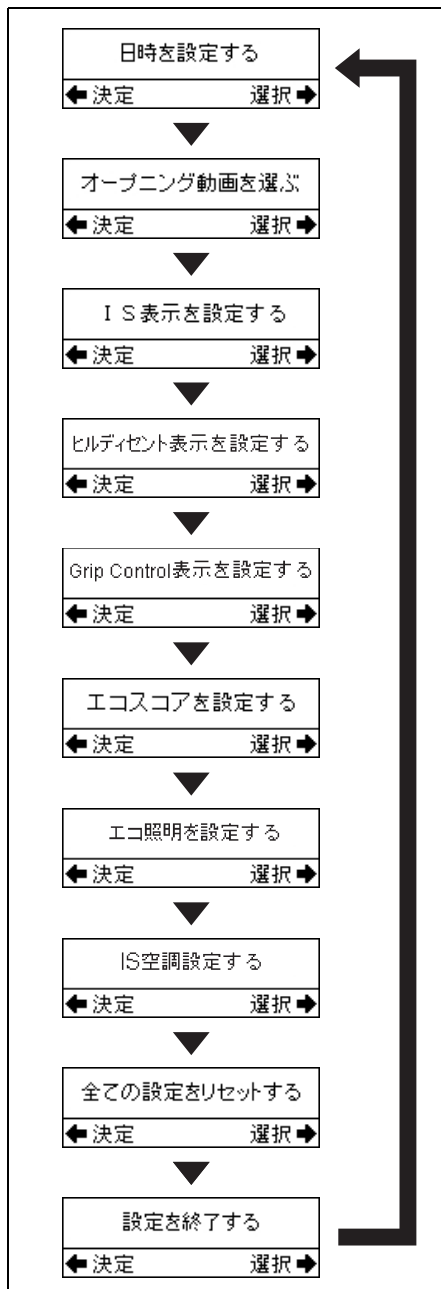 日時を設定する
←決定 選択→
オープニング動画を選ぶ
←決定 選択→
IS表示を設定する
←決定 選択→
ヒルディセント表示を設定する
←決定 選択→
Grip Control表示を設定する
←決定 選択→
エコスコアを設定する
←決定 選択→
エコ照明を設定する
←決定 選択→
IS空調設定する
←決定 選択→
全ての設定をリセットする
←決定 選択→
設定を終了する
←決定 選択→